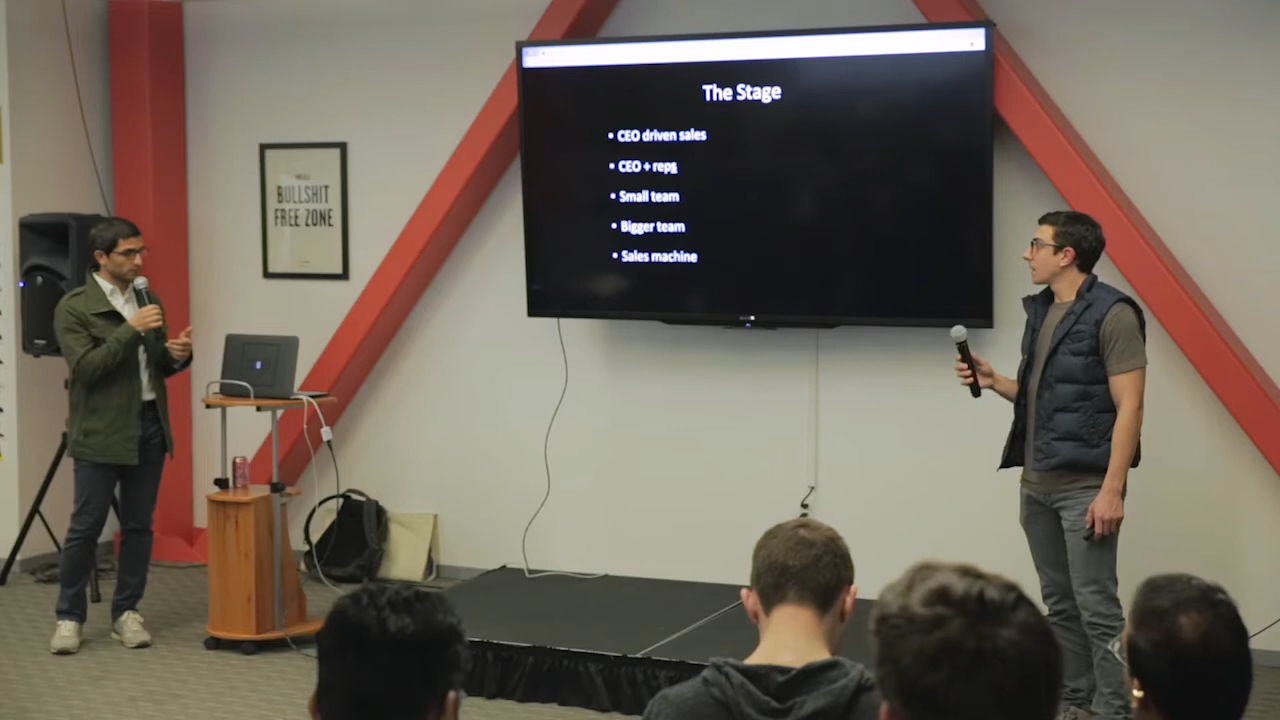 BULLSHIT
FREE ZONE
The Stage
• CEO driven sales
• CEO + reps
• Small team
• Bigger team
• Sales machine